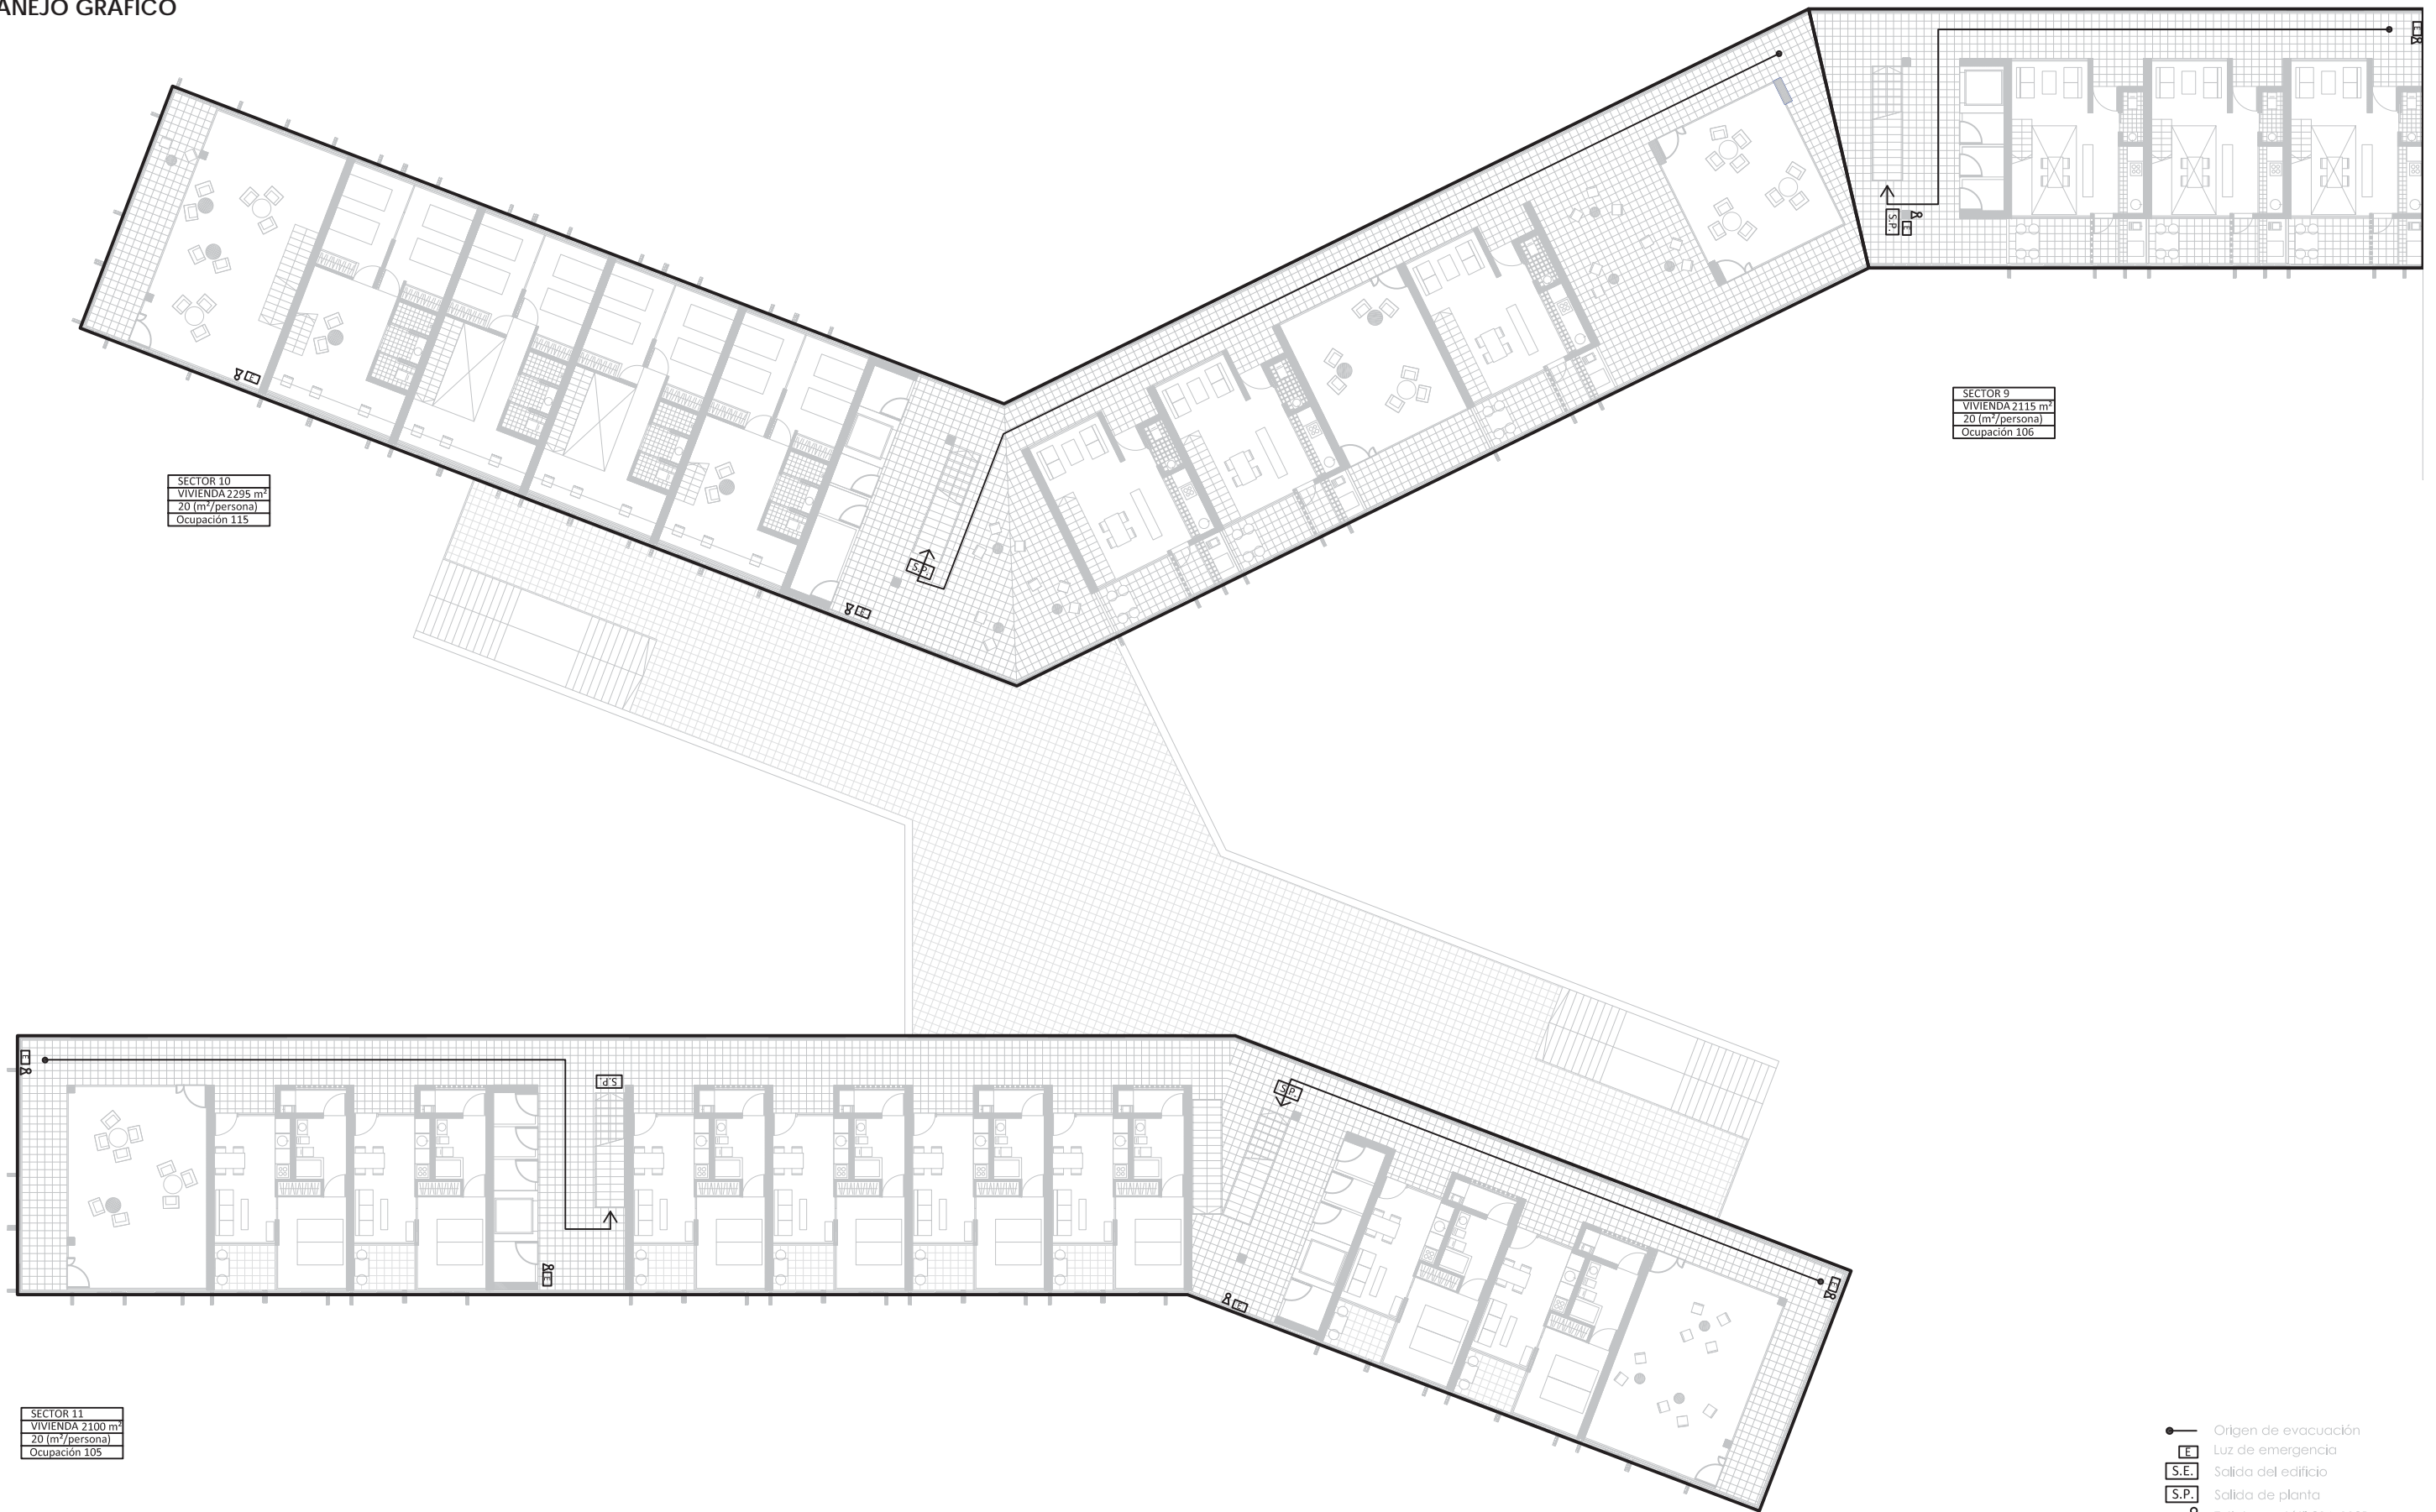 ANEJO GRÁFICO
E
S.P.
E
SECTOR 9
VIVIENDA 2115 m²
20 (m²/persona)
Ocupación 106
E
SECTOR 10
VIVIENDA 2295 m²
20 (m²/persona)
Ocupación 115
S.P.
E
E
S.P.
S.P.
E
E
E
SECTOR 11
VIVIENDA 2100 m²
20 (m²/persona)
Ocupación 105
Origen de evacuación
E Luz de emergencia
S.E. Salida del edificio
S.P. Salida de planta